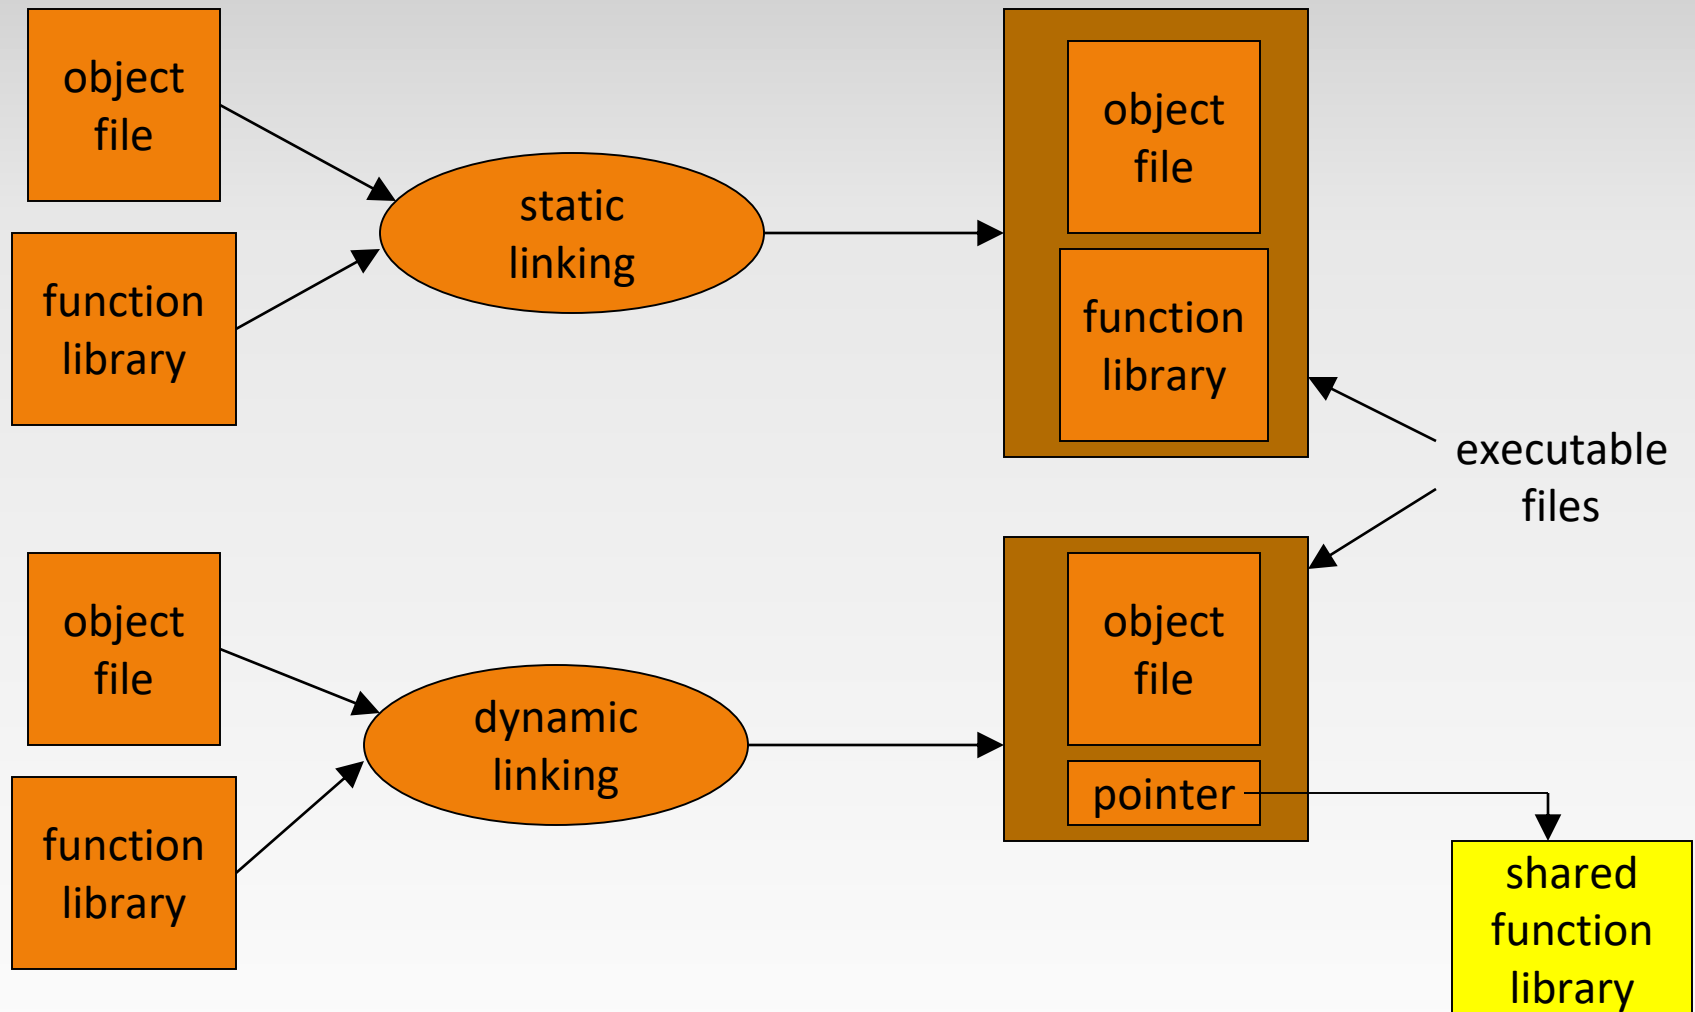 object
file
function
library
static
linking
object
file
function
library
executable
files
object
file
function
library
dynamic
linking
object
file
pointer
shared
function
library